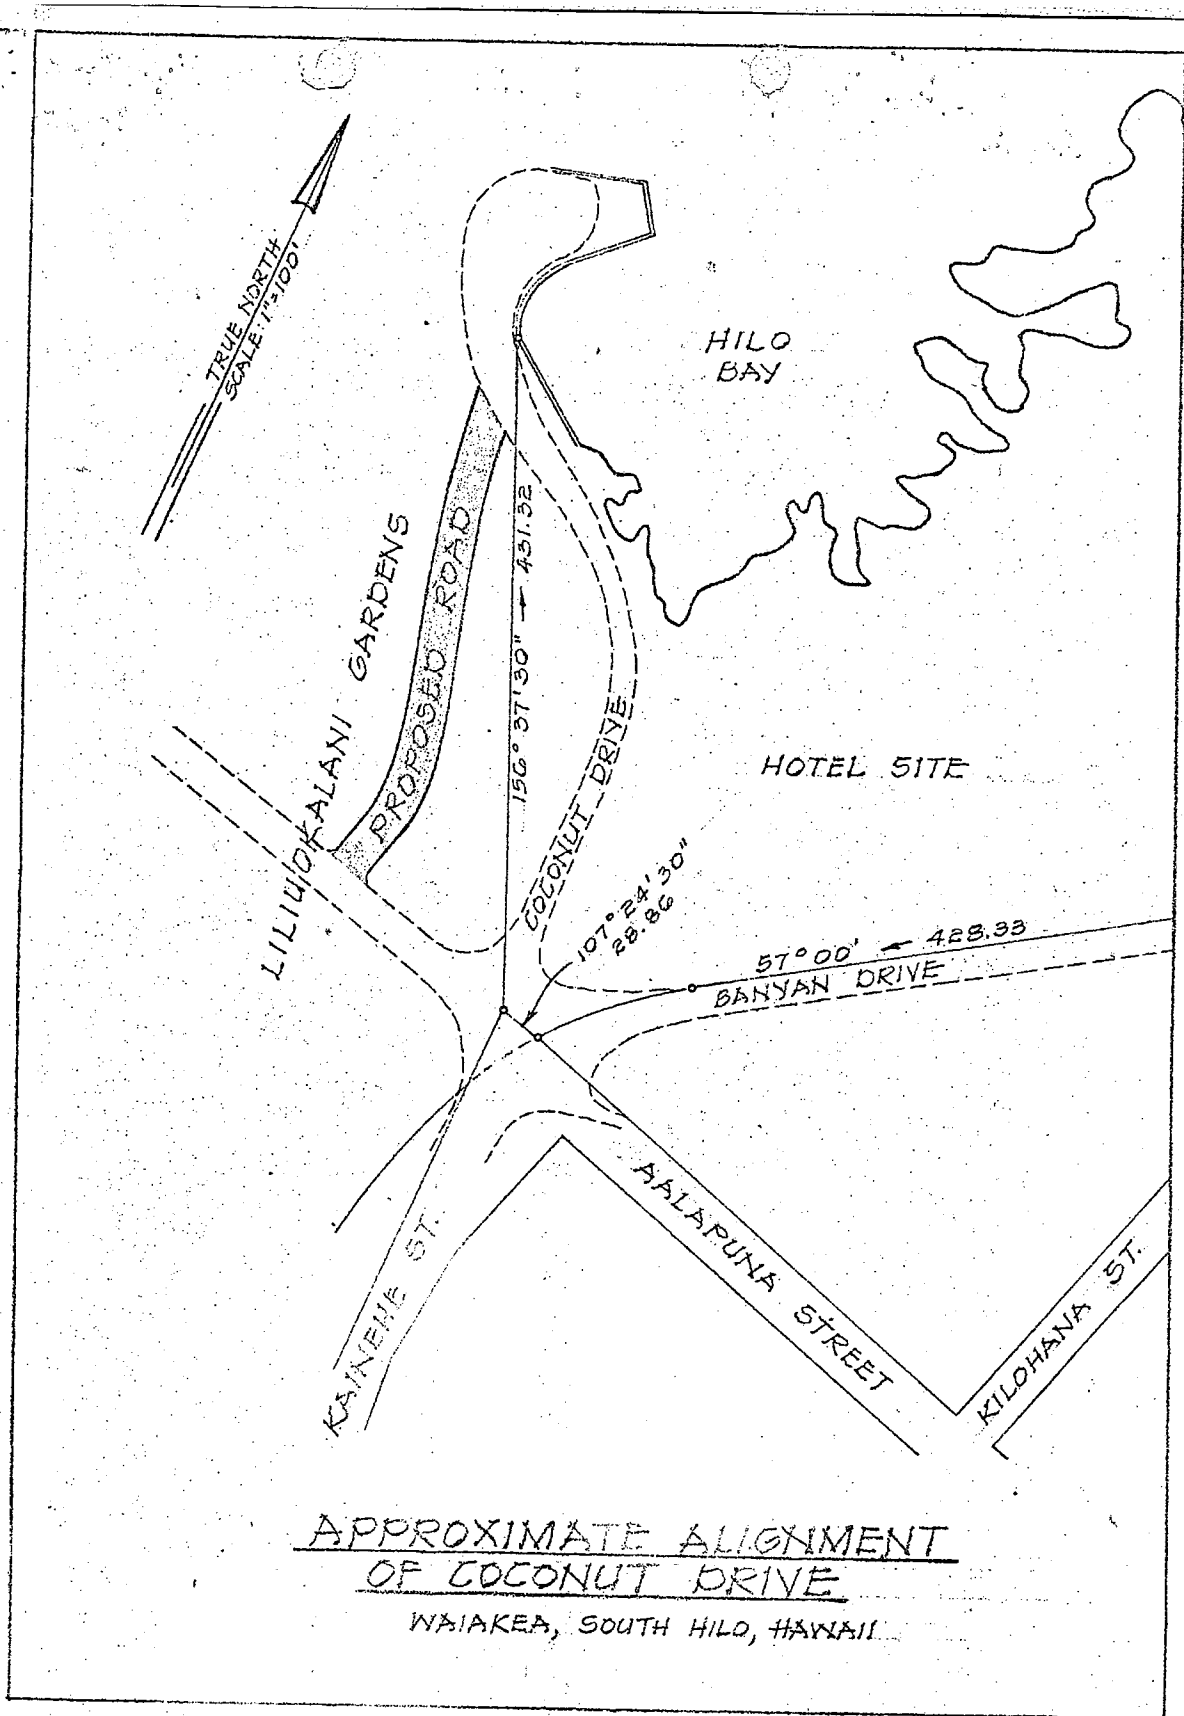 TRUE NORTH
SCALE: 1"=100'
HILO
BAY
LILIUOKALANI GARDENS
PROPOSED ROAD
156° 37' 30" 431.32
COCONUT DRIVE
HOTEL SITE
107° 24' 30"
28.86
57° 00' 428.33
BANYAN DRIVE
KAINEHE ST.
AALAPUNA STREET
KILOHANA ST.
APPROXIMATE ALIGNMENT
OF COCONUT DRIVE
WAIAKEA, SOUTH HILO, HAWAII